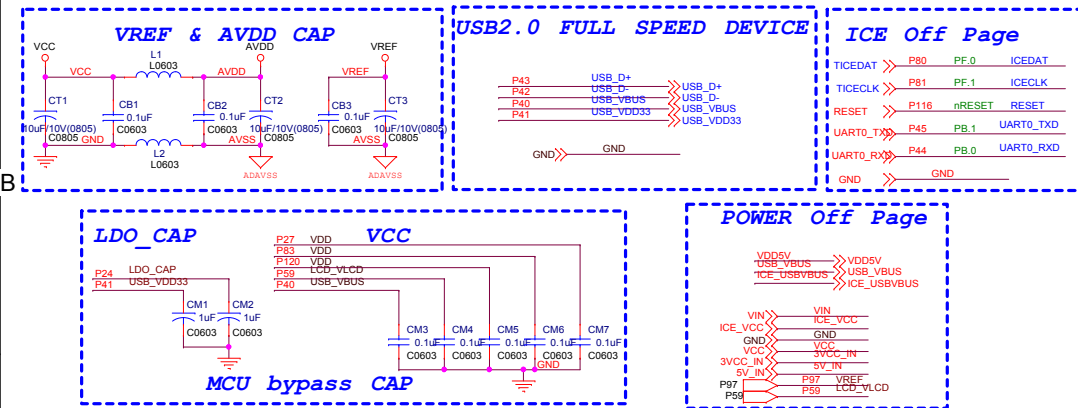 VREF & AVDD CAP
VCC
L1
L0603
AVDD
VREF
VCC
AVDD
VREF
CT1
10uF/10V(0805)
C0805
CB1
0.1uF
C0603
CB2
0.1uF
C0603
CT2
10uF/10V(0805)
C0805
CB3
0.1uF
C0603
CT3
10uF/10V(0805)
C0805
GND
AVSS
AVSS
L2
L0603
ADAVSS
ADAVSS
B
USB2.0 FULL SPEED DEVICE
P43 USB_D+ USB_D+
P42 USB_D- USB_D-
P40 USB_VBUS USB_VBUS
P41 USB_VDD33 USB_VDD33
GND GND
ICE Off Page
TICEDAT P80 PF.0 ICEDAT
TICECLK P81 PF.1 ICECLK
RESET P116 nRESET RESET
UART0_TXD P45 PB.1 UART0_TXD
UART0_RXD P44 PB.0 UART0_RXD
GND GND
LDO_CAP
VCC
P24 LDO_CAP
P41 USB_VDD33
CM1
1uF
C0603
CM2
1uF
C0603
P27 VDD
P83 VDD
P120 VDD
P59 LCD_VLCD
P40 USB_VBUS
CM3
0.1uF
C0603
CM4
0.1uF
C0603
CM5
0.1uF
C0603
CM6
0.1uF
C0603
CM7
0.1uF
C0603
GND
MCU bypass CAP
POWER Off Page
VDD5V VDD5V
USB_VBUS USB_VBUS
ICE_USBVBUS ICE_USBVBUS
VIN VIN
ICE_VCC ICE_VCC
GND GND
VCC VCC
3VCC_IN 3VCC_IN
5V_IN 5V_IN
P97 P97 VREF
P59 P59 LCD_VLCD